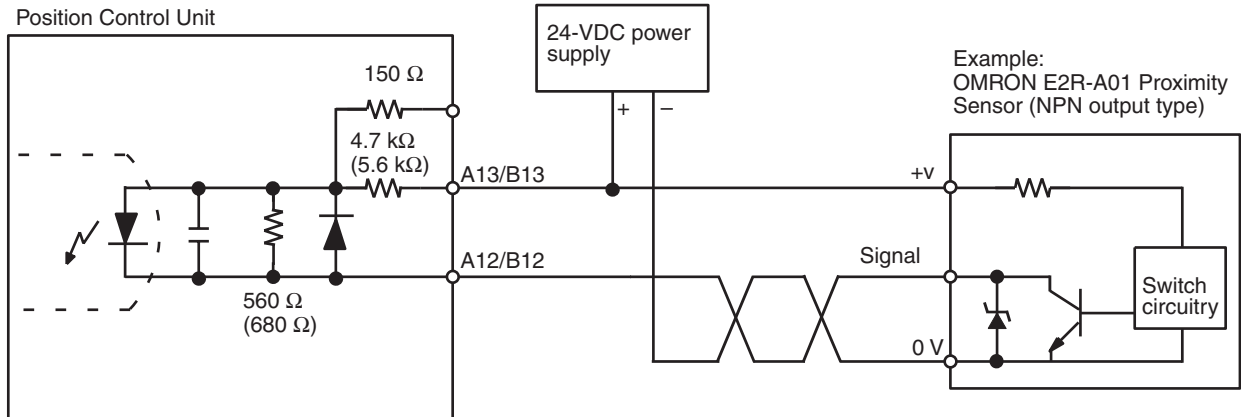 Position Control Unit
24-VDC power
supply
+
−
Example:
OMRON E2R-A01 Proximity
Sensor (NPN output type)
150 Ω
4.7 kΩ
(5.6 kΩ)
A13/B13
+v
A12/B12
Signal
560 Ω
(680 Ω)
Switch
circuitry
0 V